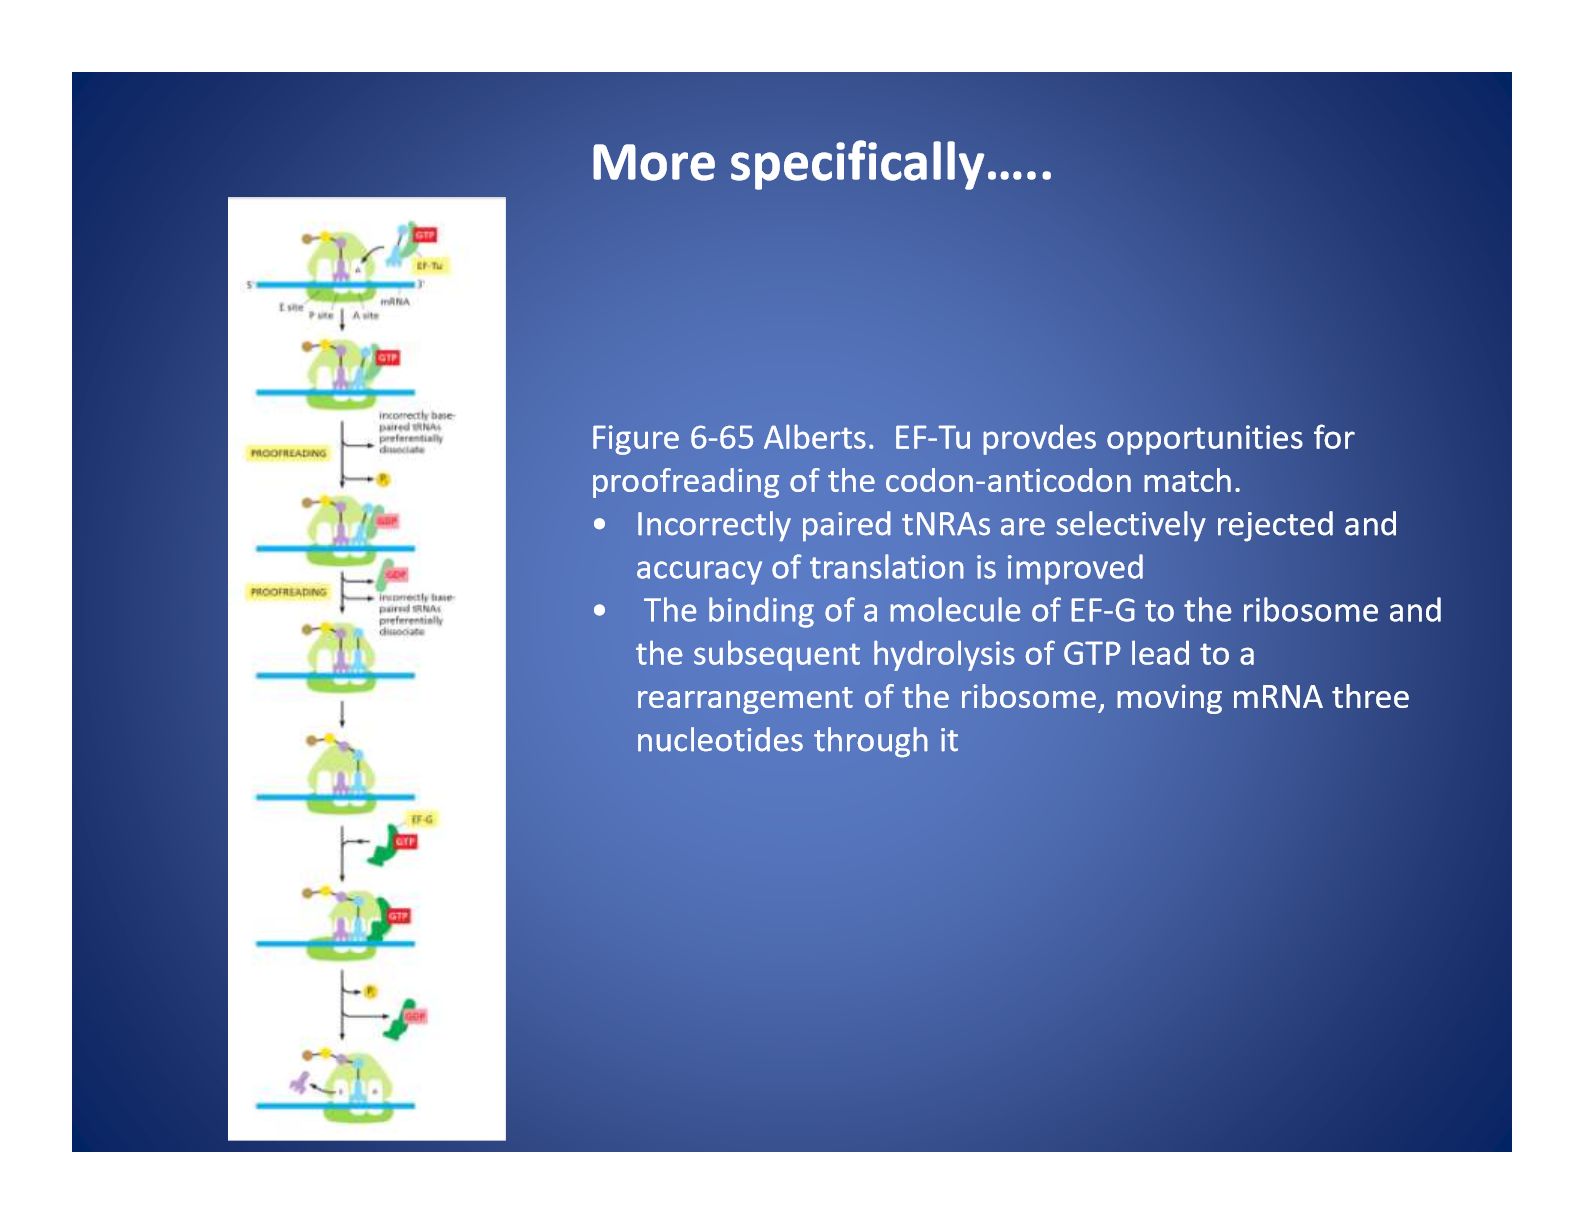 More specifically…..
GTP
EF-Tu
A
5'
3'
mRNA
E site
P site
A site
GTP
incorrectly base-
paired tRNAs
preferentially
dissociate
PROOFREADING
Pi
GDP
GDP
PROOFREADING
incorrectly base-
paired tRNAs
preferentially
dissociate
EF-G
GTP
GTP
Pi
GDP
Figure 6-65 Alberts.  EF-Tu provdes opportunities for
proofreading of the codon-anticodon match.
• Incorrectly paired tNRAs are selectively rejected and
accuracy of translation is improved
• The binding of a molecule of EF-G to the ribosome and
the subsequent hydrolysis of GTP lead to a
rearrangement of the ribosome, moving mRNA three
nucleotides through it